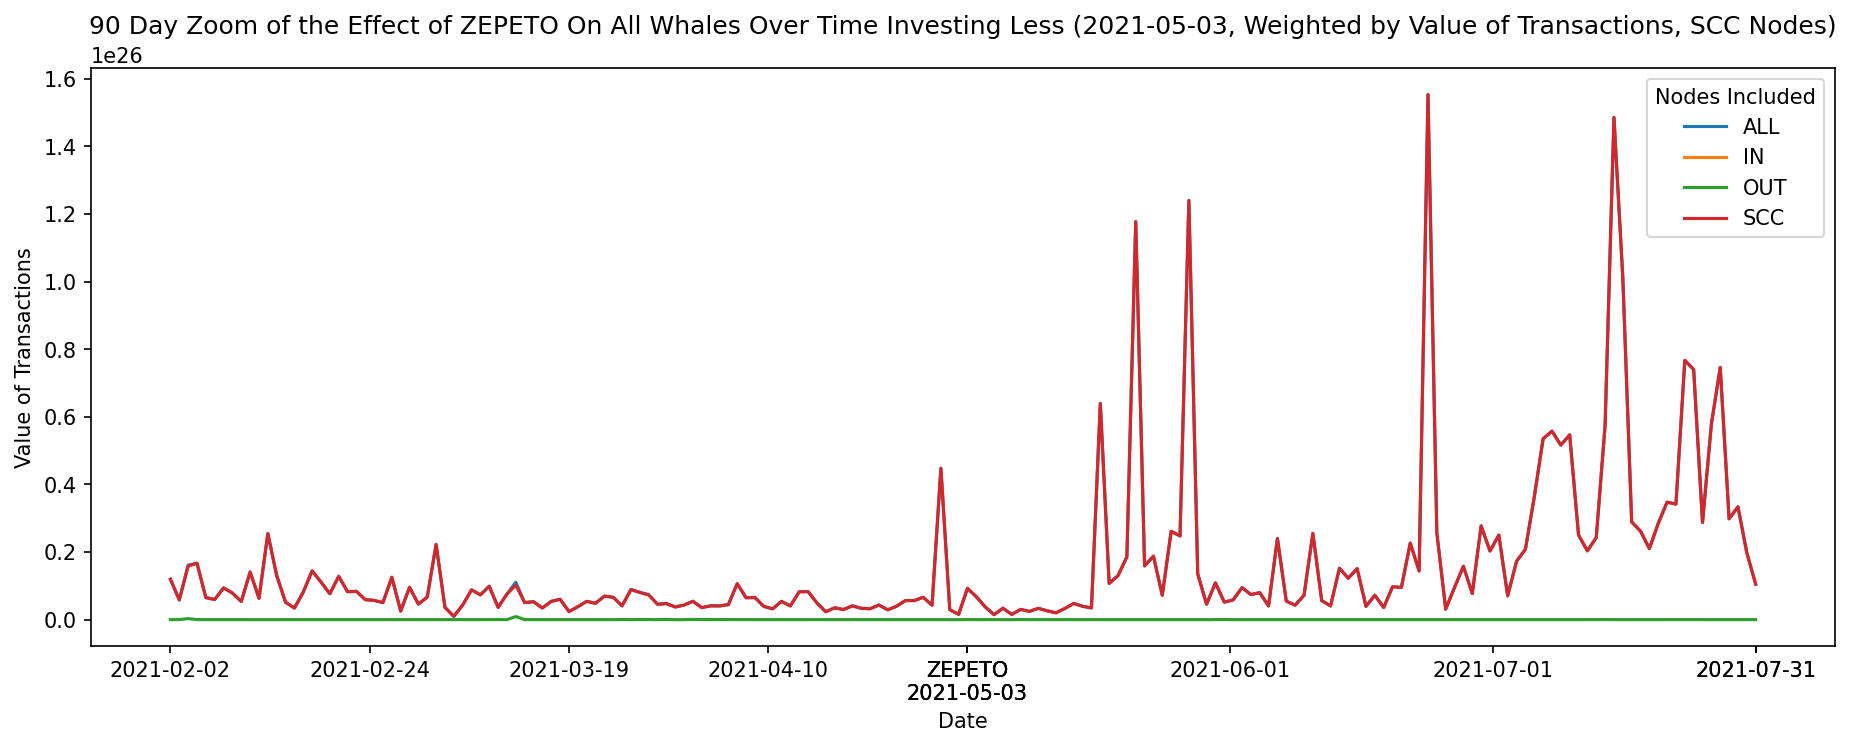 90 Day Zoom of the Effect of ZEPETO On All Whales Over Time Investing Less (2021-05-03, Weighted by Value of Transactions, SCC Nodes)
1e26
1.6
1.4
1.2
1.0
0.8
0.6
0.4
0.2
0.0
Value of Transactions
Nodes Included
ALL
IN
OUT
SCC
2021-02-02
2021-02-24
2021-03-19
2021-04-10
ZEPETO
2021-05-03
2021-06-01
2021-07-01
2021-07-31
Date